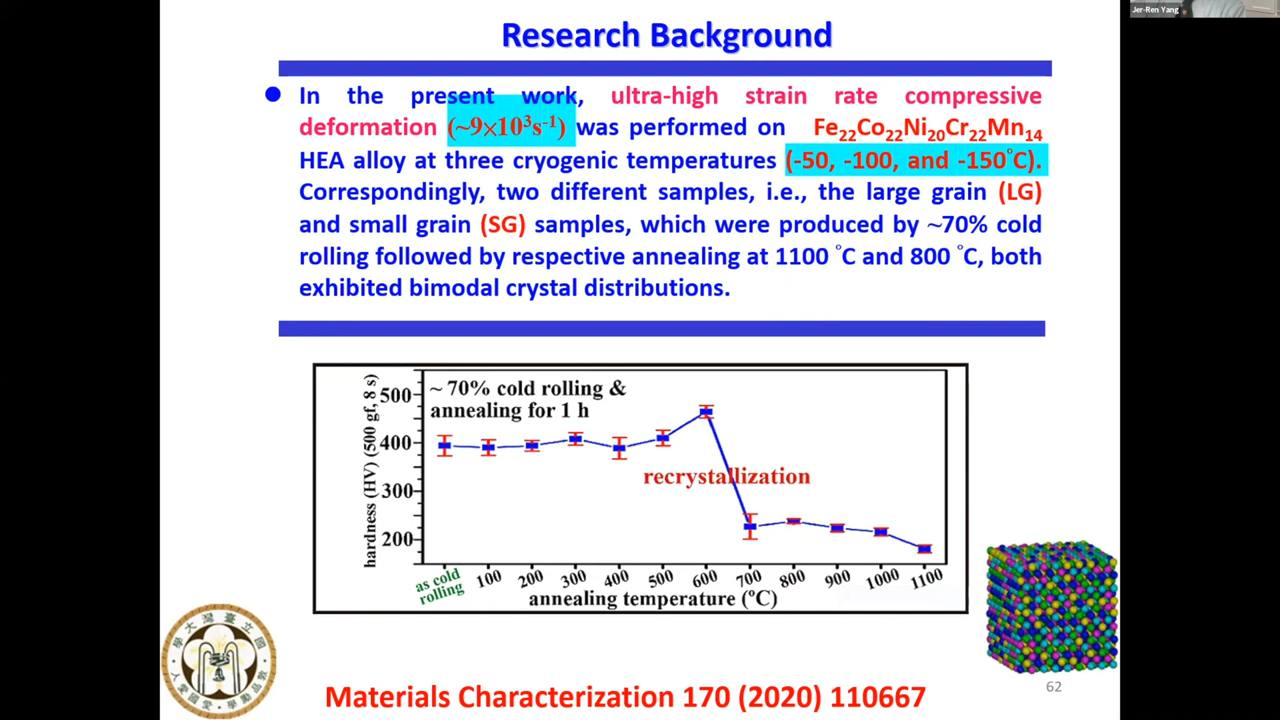 Jer-Ren Yang
Research Background
● In the present work, ultra-high strain rate compressive
deformation (~9×10³s⁻¹) was performed on Fe₂₂Co₂₂Ni₂₀Cr₂₂Mn₁₄
HEA alloy at three cryogenic temperatures (-50, -100, and -150°C).
Correspondingly, two different samples, i.e., the large grain (LG)
and small grain (SG) samples, which were produced by ~70% cold
rolling followed by respective annealing at 1100 °C and 800 °C, both
exhibited bimodal crystal distributions.
hardness (HV) (500 gf, 8 s)
500
400
300
200
~ 70% cold rolling &
annealing for 1 h
recrystallization
as cold
rolling
100 200 300 400 500 600 700 800 900 1000 1100
annealing temperature (ºC)
Materials Characterization 170 (2020) 110667
62